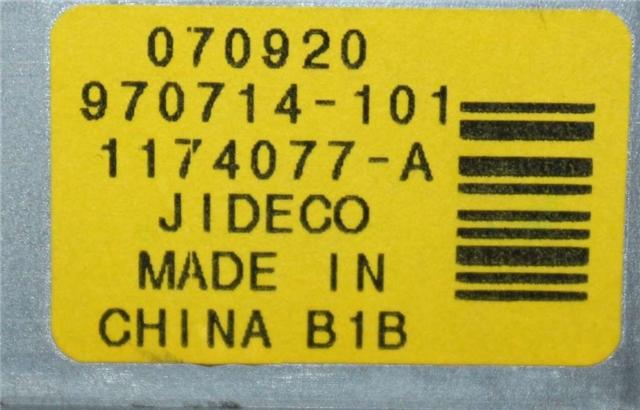 070920
970714-101
1174077-A
JIDECO
MADE IN
CHINA B1B